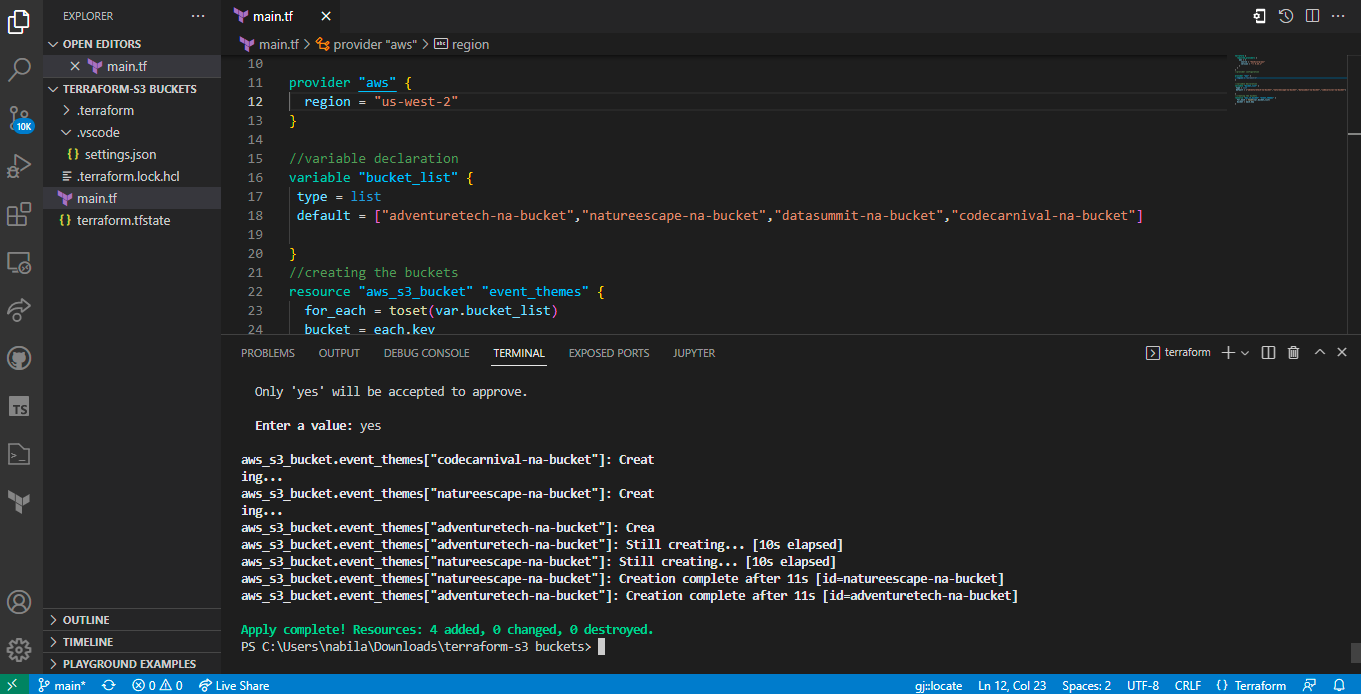 EXPLORER
···
main.tf
OPEN EDITORS
main.tf
TERRAFORM-S3 BUCKETS
.terraform
.vscode
{} settings.json
.terraform.lock.hcl
main.tf
{} terraform.tfstate
10K
TS
OUTLINE
TIMELINE
PLAYGROUND EXAMPLES
main.tf > provider "aws" > region
10
11 provider "aws" {
12 region = "us-west-2"
13 }
14
15 //variable declaration
16 variable "bucket_list" {
17 type = list
18 default = ["adventuretech-na-bucket","natureescape-na-bucket","datasummit-na-bucket","codecarnival-na-bucket"]
19
20 }
21 //creating the buckets
22 resource "aws_s3_bucket" "event_themes" {
23 for_each = toset(var.bucket_list)
24 bucket = each.key
PROBLEMS OUTPUT DEBUG CONSOLE TERMINAL EXPOSED PORTS JUPYTER
terraform
Only 'yes' will be accepted to approve.
Enter a value: yes
aws_s3_bucket.event_themes["codecarnival-na-bucket"]: Creat
ing...
aws_s3_bucket.event_themes["natureescape-na-bucket"]: Creat
ing...
aws_s3_bucket.event_themes["adventuretech-na-bucket"]: Crea
aws_s3_bucket.event_themes["adventuretech-na-bucket"]: Still creating... [10s elapsed]
aws_s3_bucket.event_themes["natureescape-na-bucket"]: Still creating... [10s elapsed]
aws_s3_bucket.event_themes["natureescape-na-bucket"]: Creation complete after 11s [id=natureescape-na-bucket]
aws_s3_bucket.event_themes["adventuretech-na-bucket"]: Creation complete after 11s [id=adventuretech-na-bucket]
Apply complete! Resources: 4 added, 0 changed, 0 destroyed.
PS C:\Users\nabila\Downloads\terraform-s3 buckets>
main* 0 0 Live Share gj:locate Ln 12, Col 23 Spaces: 2 UTF-8 CRLF {} Terraform